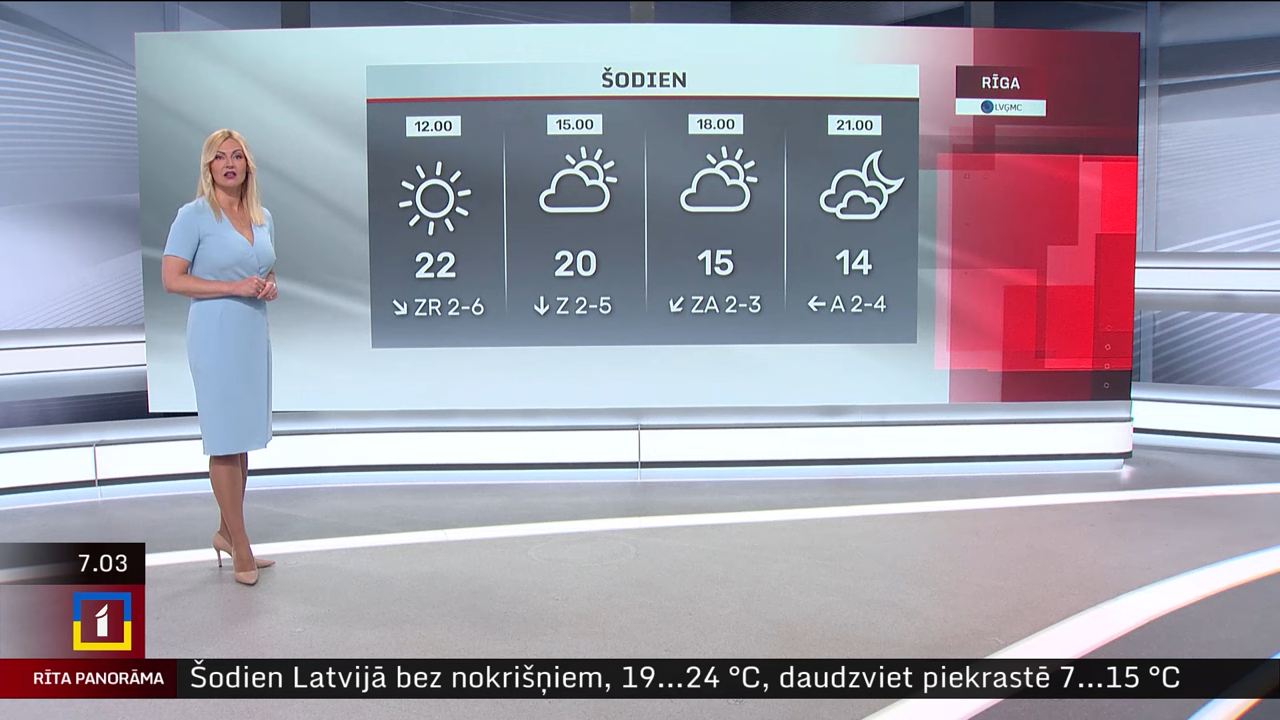 ŠODIEN
RĪGA
LVĢMC
12.00
15.00
18.00
21.00
22
20
15
14
ZR 2-6
Z 2-5
ZA 2-3
A 2-4
7.03
1
RĪTA PANORĀMA
Šodien Latvijā bez nokrišņiem, 19...24 °C, daudzviet piekrastē 7...15 °C